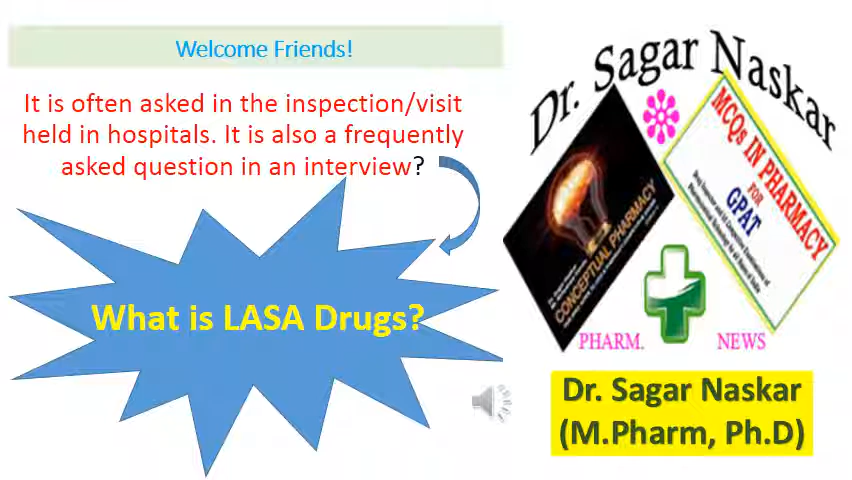 Welcome Friends!
It is often asked in the inspection/visit
held in hospitals. It is also a frequently
asked question in an interview?
What is LASA Drugs?
Dr. Sagar Naskar
CONCEPTUAL PHARMACY
MCQs IN PHARMACY
FOR
GPAT
PHARM.
NEWS
Dr. Sagar Naskar
(M.Pharm, Ph.D)